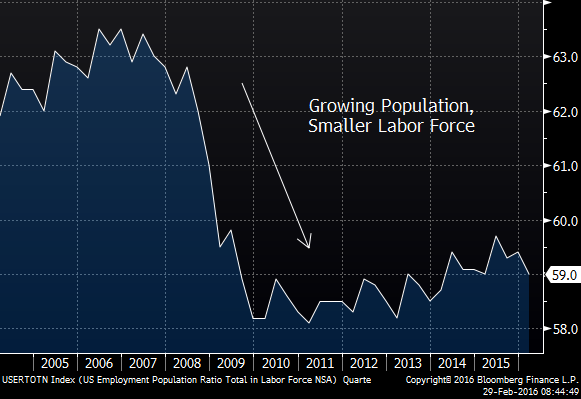 63.0
Growing Population,
Smaller Labor Force
62.0
61.0
60.0
59.0
58.0
2005 2006 2007 2008 2009 2010 2011 2012 2013 2014 2015
USERTOTN Index (US Employment Population Ratio Total in Labor Force NSA) Quarte Copyright© 2016 Bloomberg Finance L.P.
29-Feb-2016 08:44:49